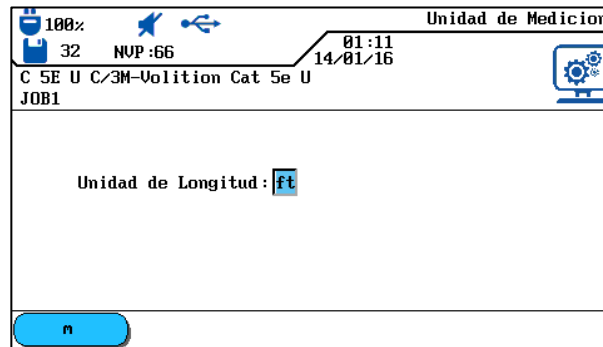 100% Unidad de Medicion
32 NVP:66 01:11
14/01/16
C 5E U C/3M-Volition Cat 5e U
JOB1
Unidad de Longitud: ft
m